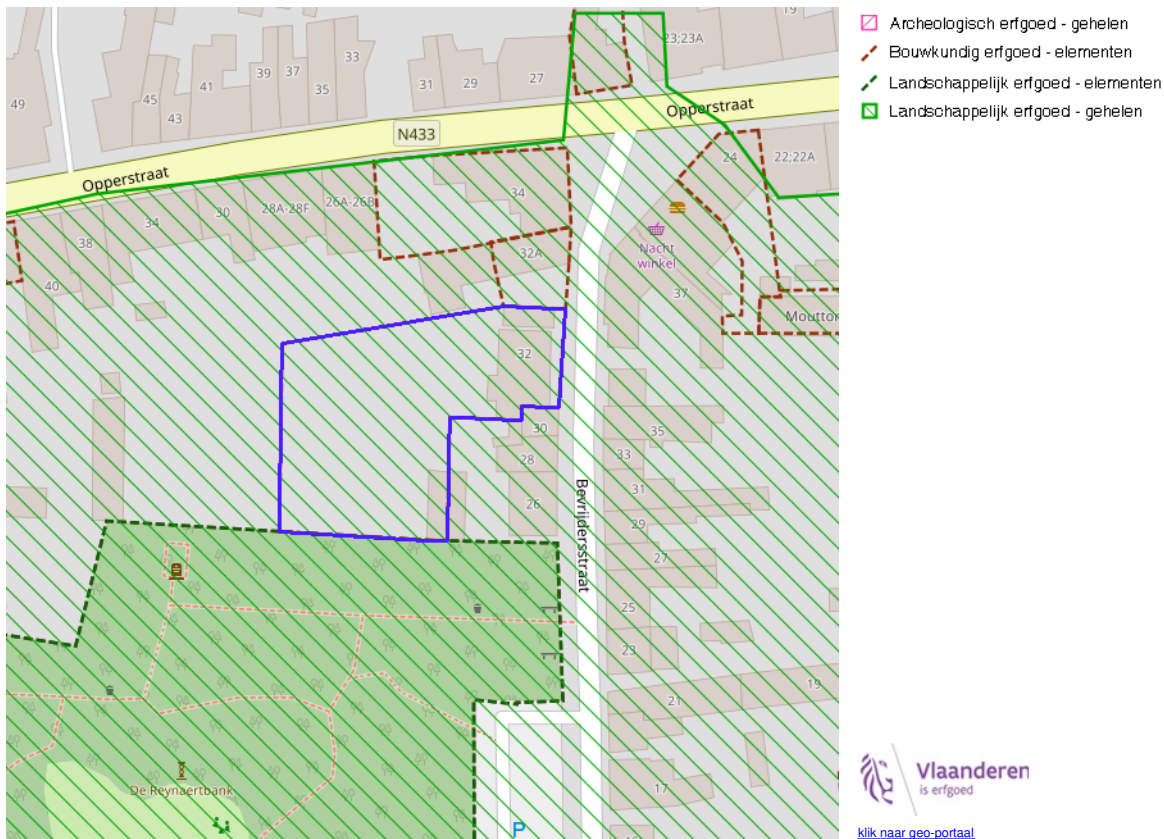 Archeologisch erfgoed - gehelen
Bouwkundig erfgoed - elementen
Landschappelijk erfgoed - elementen
Landschappelijk erfgoed - gehelen
19
23;23A
33
39
37
41
45
35
43
49
31
29
27
Opperstraat
N433
Opperstraat
24
22;22A
34
28A-28F
26A-26B
30
34
38
40
32A
Nacht
winkel
37
Moutton
32
30
28
26
35
33
31
29
27
25
23
21
19
17
Bevrijdersstraat
De Reynaertbank
P
Vlaanderen
is erfgoed
klik naar geo-portaal